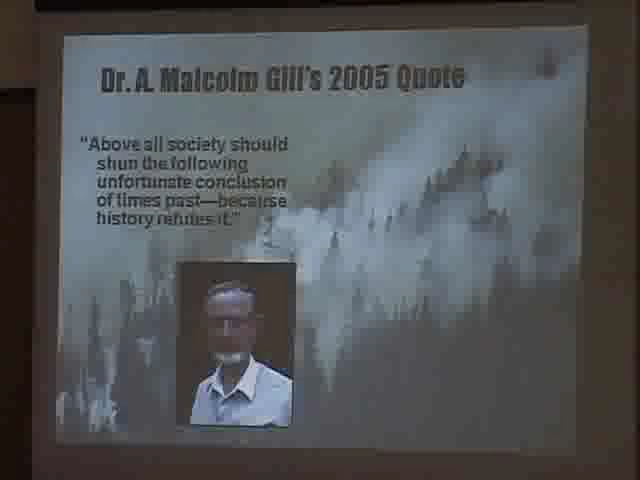 Dr. A. Malcolm Gill's 2005 Quote
"Above all society should
shun the following
unfortunate conclusion
of times past—because
history refutes it."